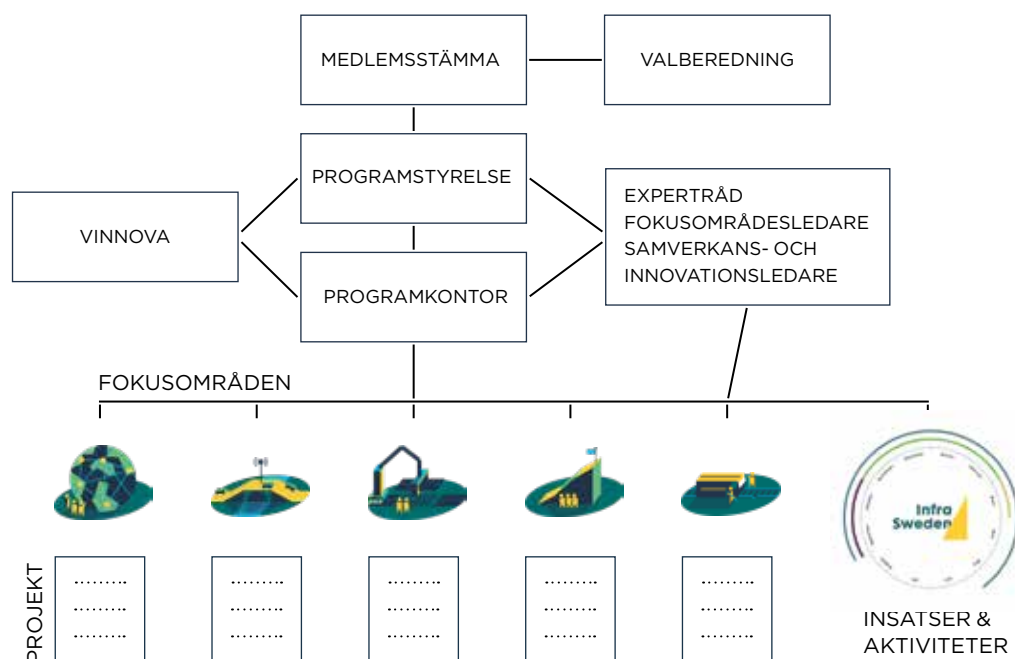 MEDLEMSSTÄMMA
VALBEREDNING
PROGRAMSTYRELSE
VINNOVA
EXPERTRÅD
FOKUSOMRÅDESLEDARE
SAMVERKANS- OCH
INNOVATIONSLEDARE
PROGRAMKONTOR
FOKUSOMRÅDEN
Infra
Sweden
PROJEKT
INSATSER &
AKTIVITETER